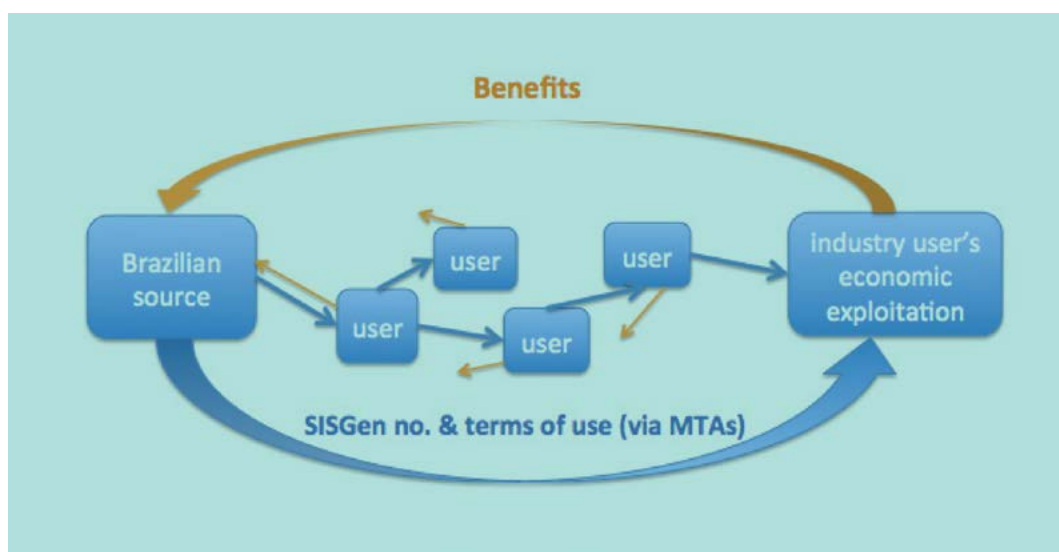 Benefits
Brazilian
source
user
user
user
user
industry user's
economic
exploitation
SISGen no. & terms of use (via MTAs)